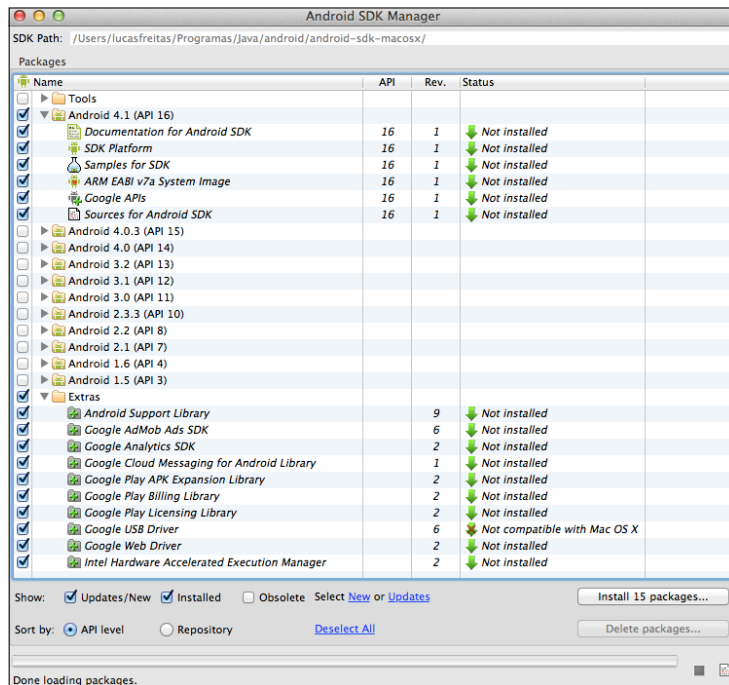 Android SDK Manager
SDK Path: /Users/lucasfreitas/Programas/Java/android/android-sdk-macosx/
Packages
Name API Rev. Status
Tools
Android 4.1 (API 16)
Documentation for Android SDK 16 1 Not installed
SDK Platform 16 1 Not installed
Samples for SDK 16 1 Not installed
ARM EABI v7a System Image 16 1 Not installed
Google APIs 16 1 Not installed
Sources for Android SDK 16 1 Not installed
Android 4.0.3 (API 15)
Android 4.0 (API 14)
Android 3.2 (API 13)
Android 3.1 (API 12)
Android 3.0 (API 11)
Android 2.3.3 (API 10)
Android 2.2 (API 8)
Android 2.1 (API 7)
Android 1.6 (API 4)
Android 1.5 (API 3)
Extras
Android Support Library 9 Not installed
Google AdMob Ads SDK 6 Not installed
Google Analytics SDK 2 Not installed
Google Cloud Messaging for Android Library 1 Not installed
Google Play APK Expansion Library 2 Not installed
Google Play Billing Library 2 Not installed
Google Play Licensing Library 2 Not installed
Google USB Driver 6 Not compatible with Mac OS X
Google Web Driver 2 Not installed
Intel Hardware Accelerated Execution Manager 2 Not installed
Show: Updates/New Installed Obsolete Select New or Updates Install 15 packages...
Sort by: API level Repository Deselect All Delete packages...
Done loading packages.